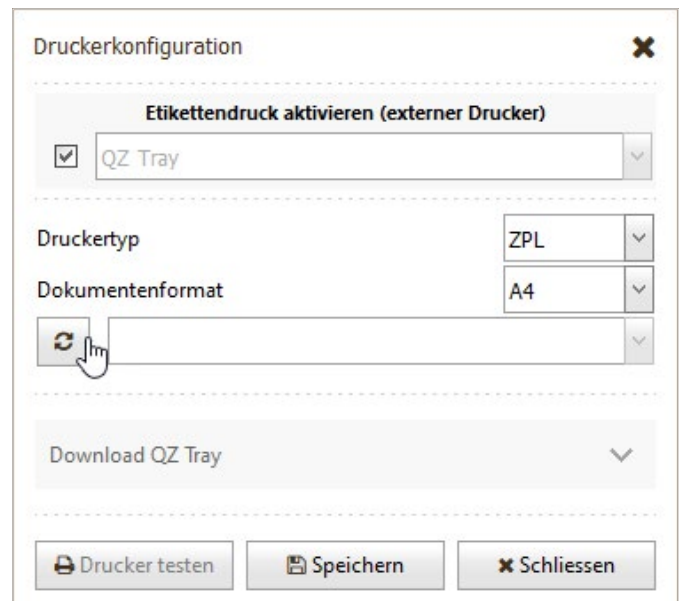 Druckerkonfiguration
Etikettendruck aktivieren (externer Drucker)
QZ Tray
Druckertyp ZPL
Dokumentenformat A4
Download QZ Tray
Drucker testen Speichern Schliessen